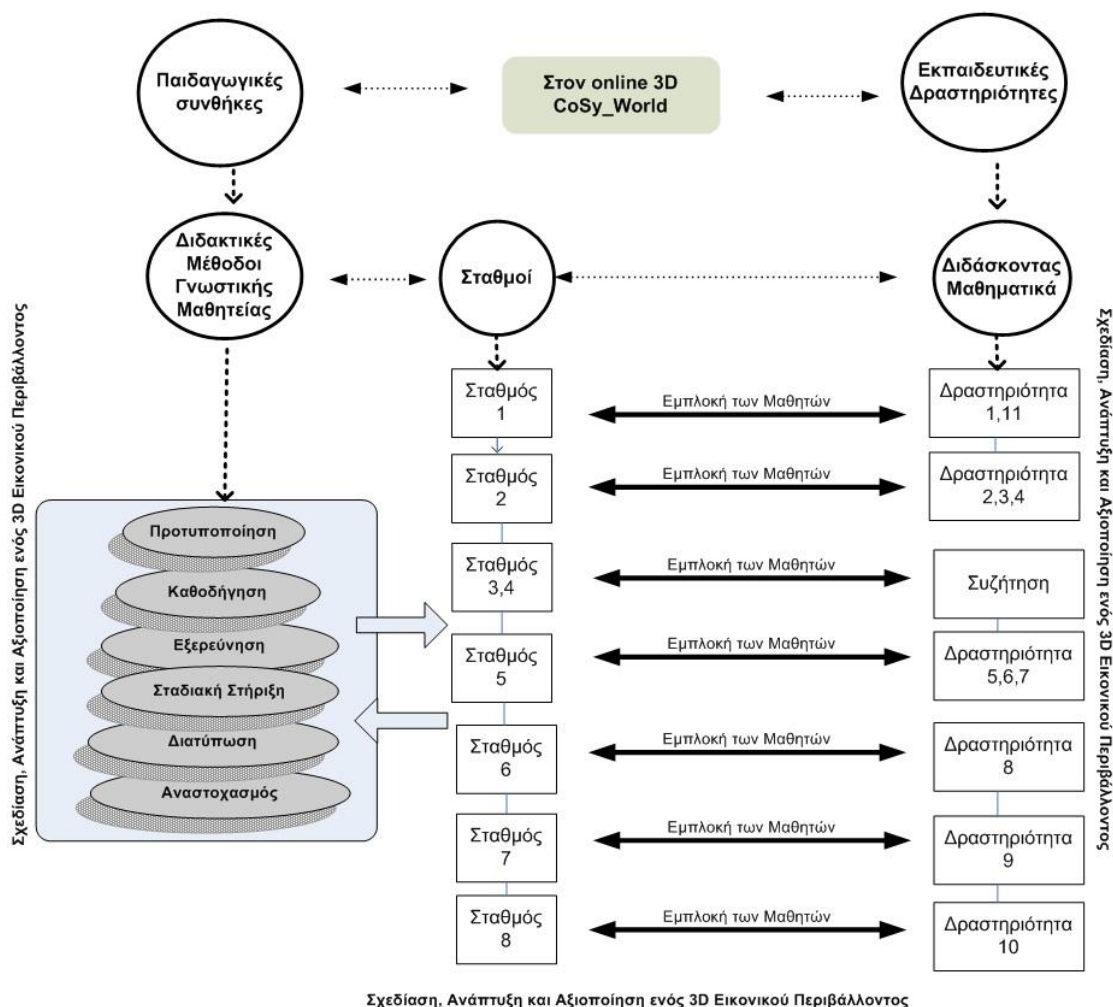 Παιδαγωγικές
συνθήκες
Στον online 3D
CoSy_World
Εκπαιδευτικές
Δραστηριότητες
Διδακτικές
Μέθοδοι
Γνωστικής
Μαθητείας
Σταθμοί
Διδάσκοντας
Μαθηματικά
Σχεδίαση, Ανάπτυξη και Αξιοποίηση ενός 3D Εικονικού Περιβάλλοντος
Προτυποποίηση
Καθοδήγηση
Εξερεύνηση
Σταδιακή Στήριξη
Διατύπωση
Αναστοχασμός
Σταθμός
1
Εμπλοκή των Μαθητών
Δραστηριότητα
1,11
Σταθμός
2
Εμπλοκή των Μαθητών
Δραστηριότητα
2,3,4
Σταθμός
3,4
Εμπλοκή των Μαθητών
Συζήτηση
Σταθμός
5
Εμπλοκή των Μαθητών
Δραστηριότητα
5,6,7
Σταθμός
6
Εμπλοκή των Μαθητών
Δραστηριότητα
8
Σταθμός
7
Εμπλοκή των Μαθητών
Δραστηριότητα
9
Σταθμός
8
Εμπλοκή των Μαθητών
Δραστηριότητα
10
Σχεδίαση, Ανάπτυξη και Αξιοποίηση ενός 3D Εικονικού Περιβάλλοντος
Σχεδίαση, Ανάπτυξη και Αξιοποίηση ενός 3D Εικονικού Περιβάλλοντος